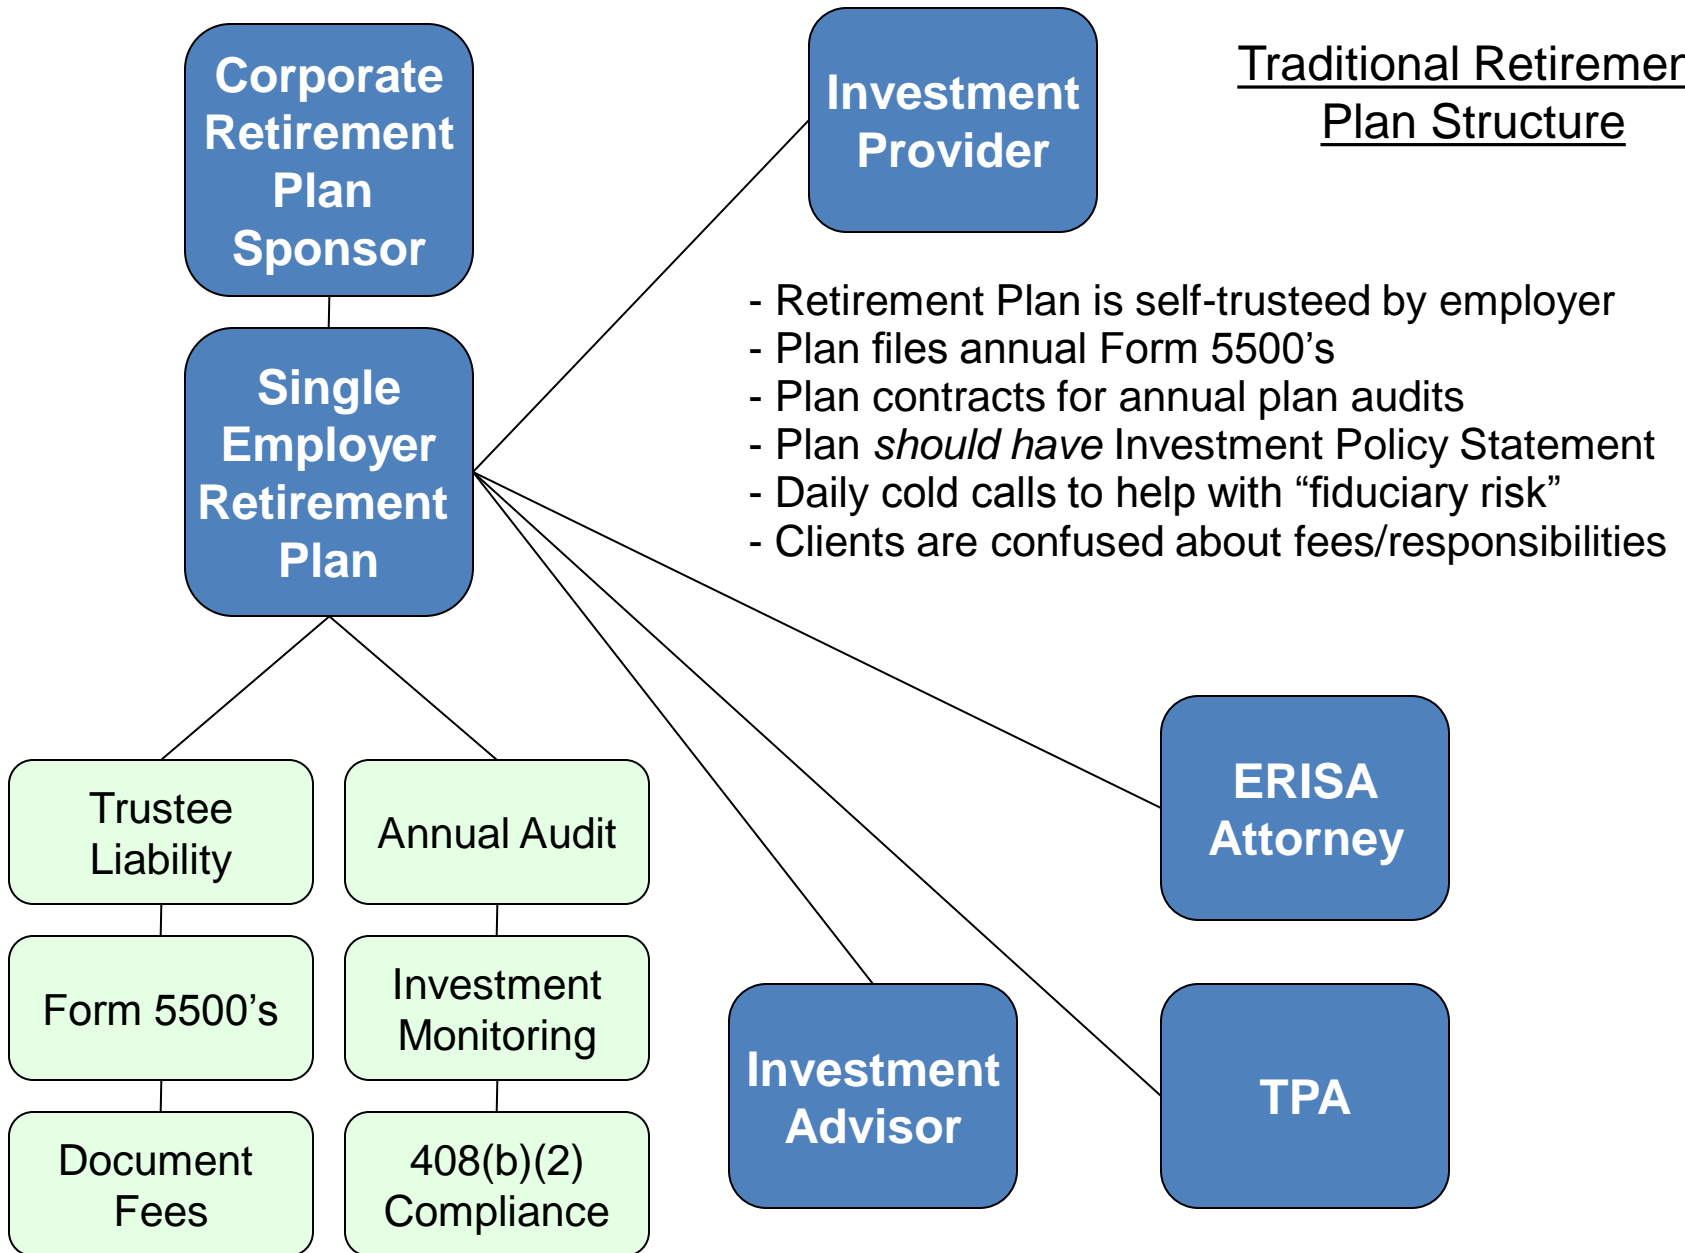 Corporate
Retirement
Plan
Sponsor
Investment
Provider
Traditional Retiremen
Plan Structure
- Retirement Plan is self-trusteed by employer
- Plan files annual Form 5500’s
- Plan contracts for annual plan audits
- Plan should have Investment Policy Statement
- Daily cold calls to help with “fiduciary risk”
- Clients are confused about fees/responsibilities
Single
Employer
Retirement
Plan
Trustee
Liability
Annual Audit
Form 5500’s
Investment
Monitoring
Document
Fees
408(b)(2)
Compliance
ERISA
Attorney
Investment
Advisor
TPA